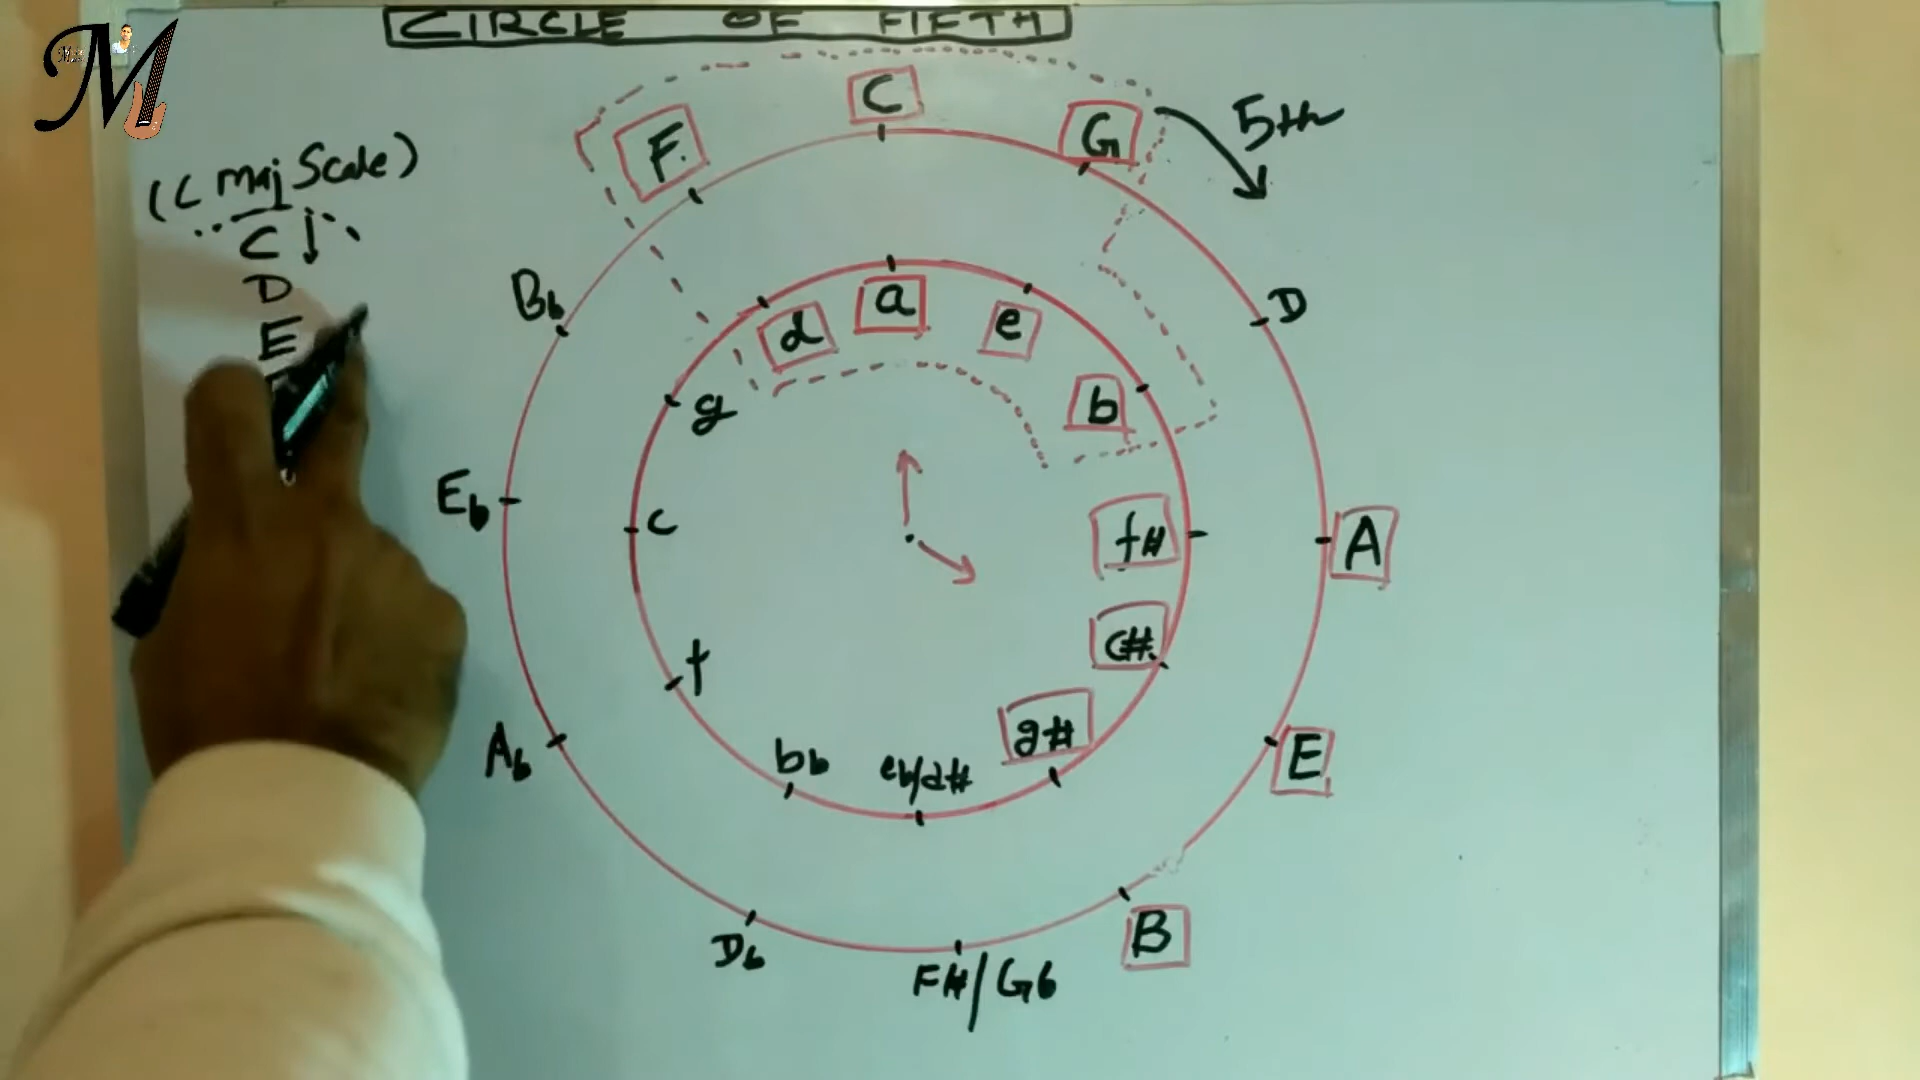 CIRCLE OF FIFTH
M
(C Maj Scale)
C
D
E
C
G
5th
D
A
E
B
F#/Gb
Db
Ab
Eb
Bb
F
a
e
b
f#
c#
g#
eb/d#
bb
f
c
g
d